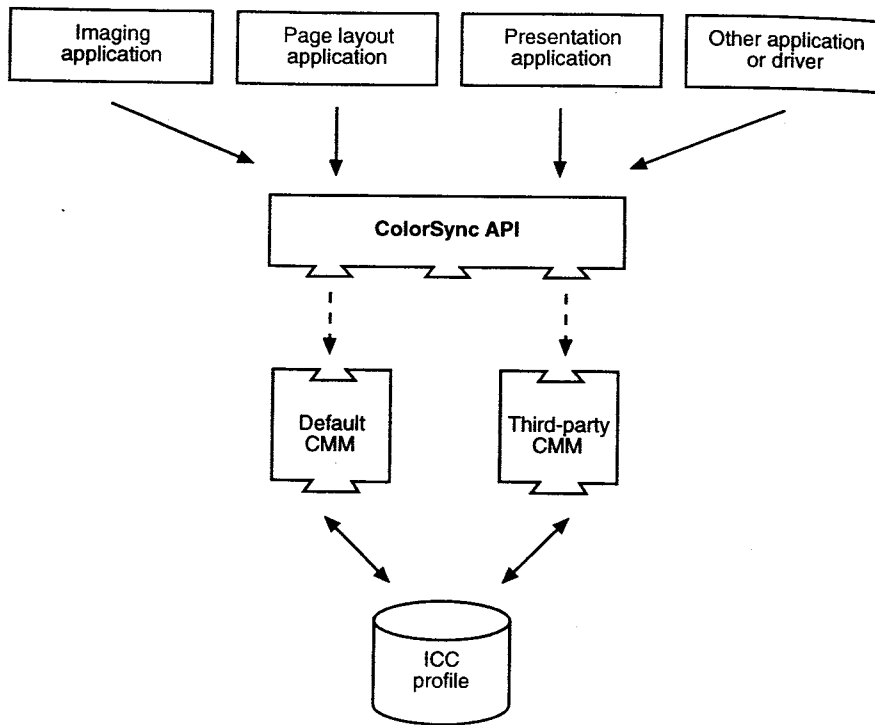 Imaging
application
Page layout
application
Presentation
application
Other application
or driver
ColorSync API
Default
CMM
Third-party
CMM
ICC
profile